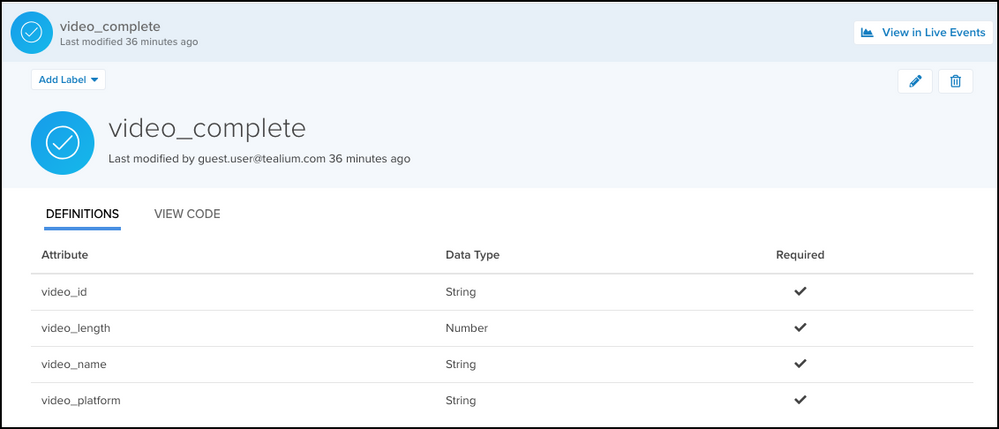 video_complete
Last modified 36 minutes ago
View in Live Events
Add Label
video_complete
Last modified by guest.user@tealium.com 36 minutes ago
DEFINITIONS VIEW CODE
Attribute Data Type Required
video_id String
video_length Number
video_name String
video_platform String